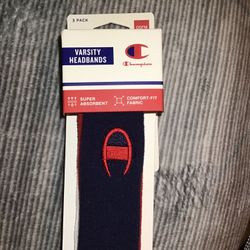 3 PACK
VARSITY
HEADBANDS
Champion
SUPER
ABSORBENT
COMFORT-FIT
FABRIC